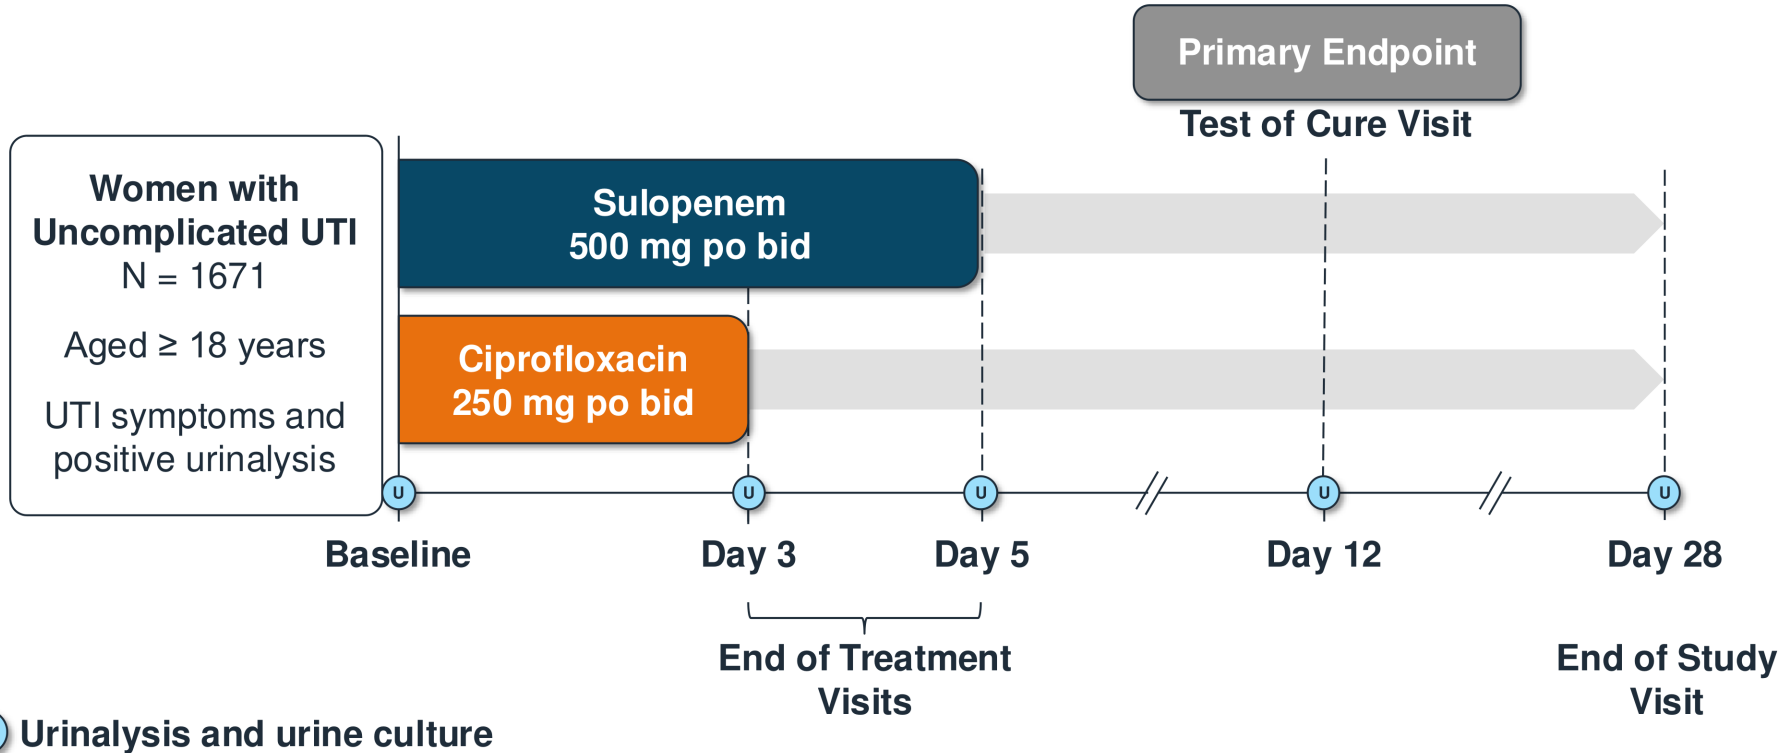 Primary Endpoint
Test of Cure Visit
Women with
Uncomplicated UTI
N = 1671
Aged ≥ 18 years
UTI symptoms and
positive urinalysis
Sulopenem
500 mg po bid
Ciprofloxacin
250 mg po bid
U U U U U
Baseline Day 3 Day 5 Day 12 Day 28
End of Treatment
Visits
End of Study
Visit
Urinalysis and urine culture